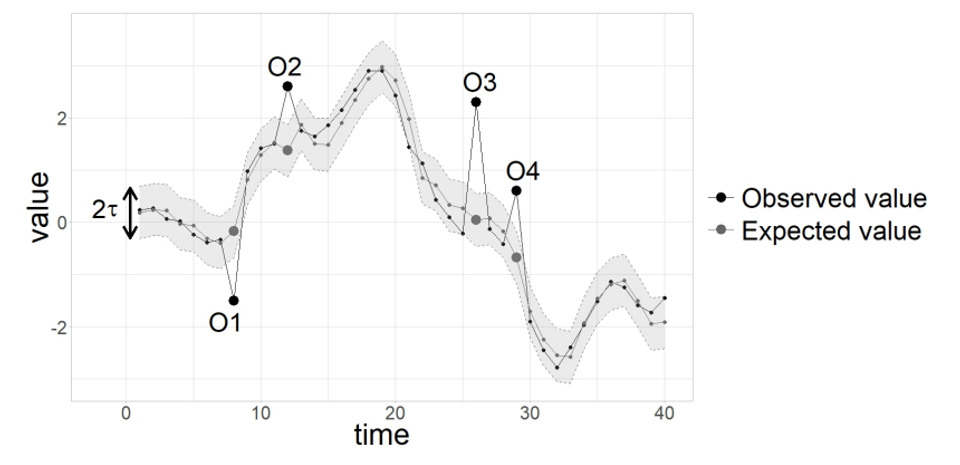 O2
O3
O4
O1
2τ
value
2
0
-2
0
10
20
30
40
time
Observed value
Expected value